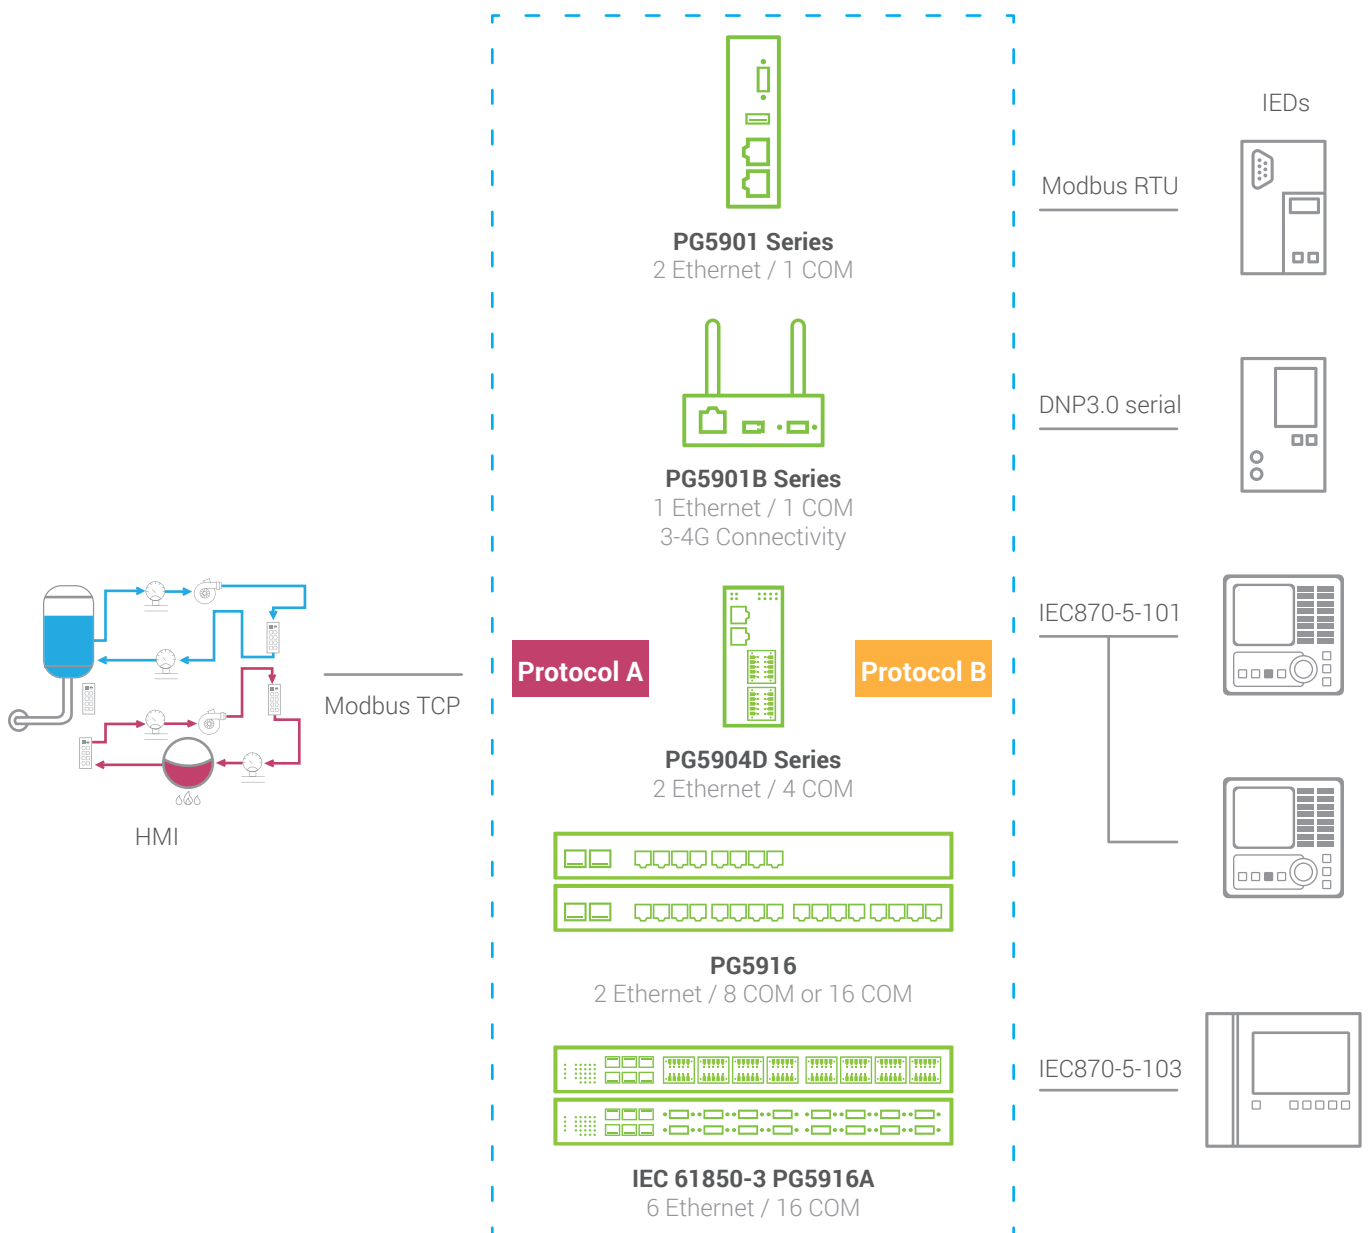 HMI
Modbus TCP
Protocol A
PG5901 Series
2 Ethernet / 1 COM
PG5901B Series
1 Ethernet / 1 COM
3-4G Connectivity
PG5904D Series
2 Ethernet / 4 COM
PG5916
2 Ethernet / 8 COM or 16 COM
IEC 61850-3 PG5916A
6 Ethernet / 16 COM
Protocol B
IEDs
Modbus RTU
DNP3.0 serial
IEC870-5-101
IEC870-5-103